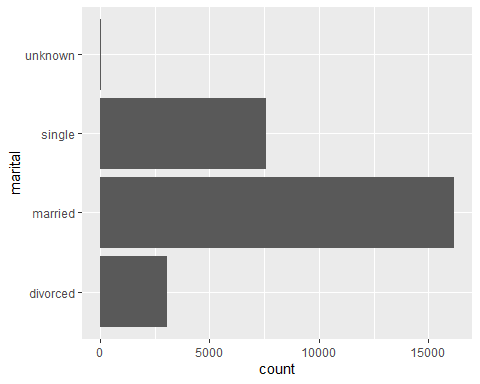 unknown
single
married
divorced
marital
0 5000 10000 15000
count